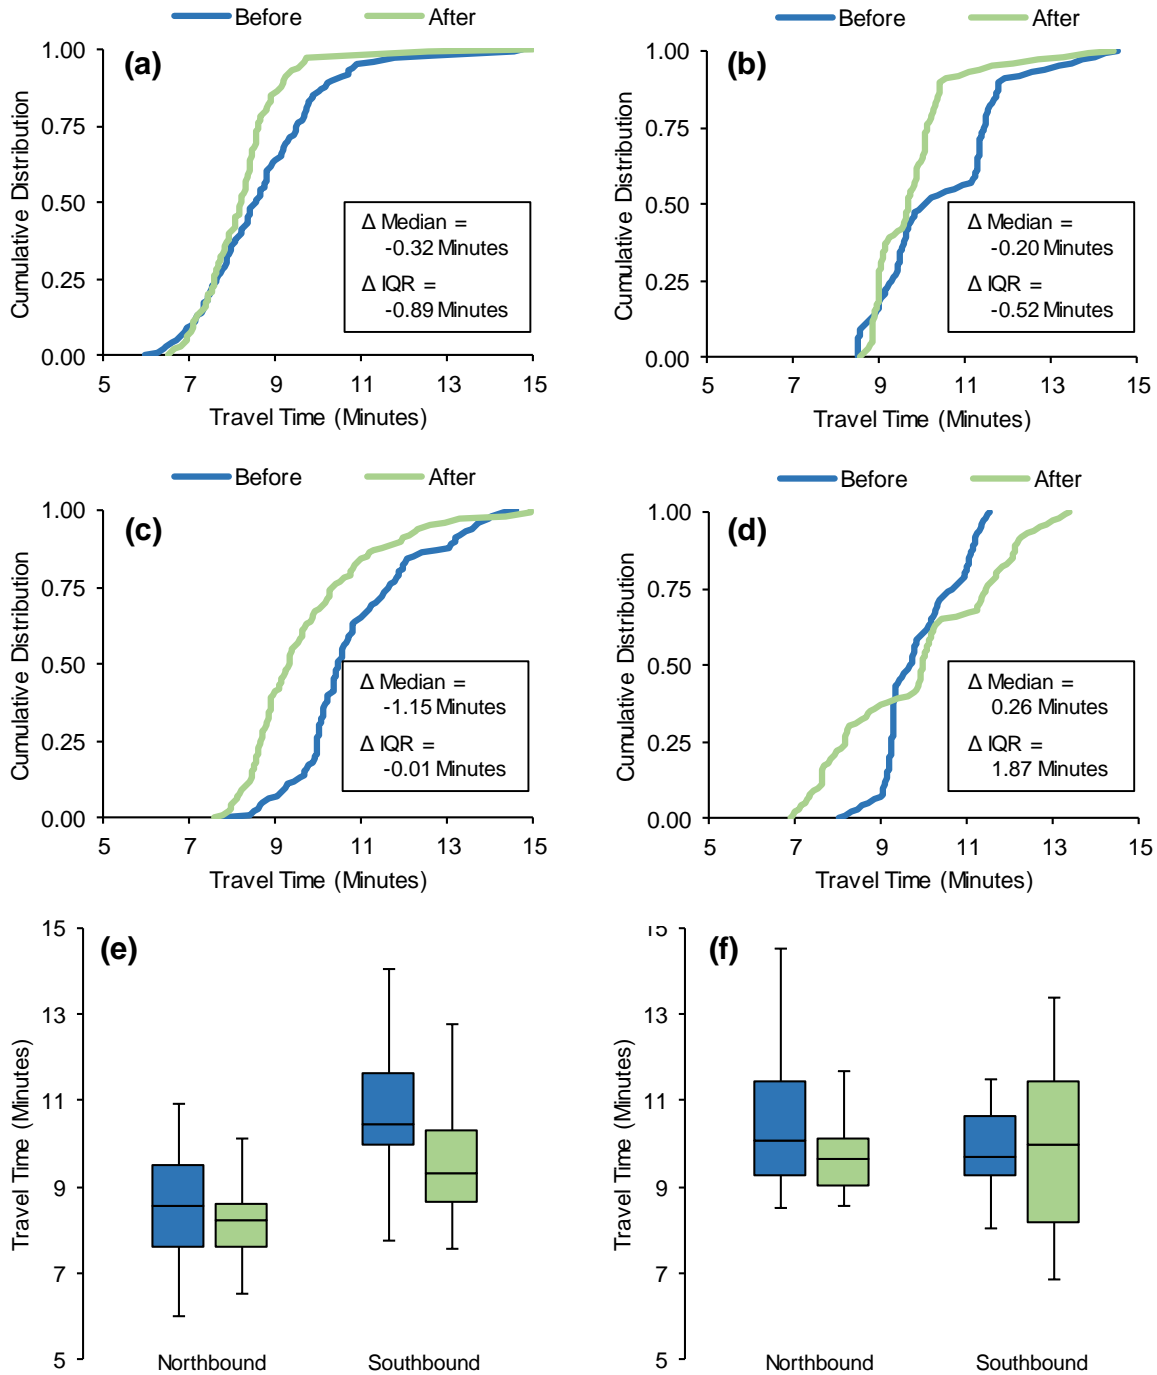 Before After
(a)
Cumulative Distribution
1.00
0.75
0.50
0.25
0.00
Δ Median =
-0.32 Minutes
Δ IQR =
-0.89 Minutes
5 7 9 11 13 15
Travel Time (Minutes)
Before After
(b)
Cumulative Distribution
1.00
0.75
0.50
0.25
0.00
Δ Median =
-0.20 Minutes
Δ IQR =
-0.52 Minutes
5 7 9 11 13 15
Travel Time (Minutes)
Before After
(c)
Cumulative Distribution
1.00
0.75
0.50
0.25
0.00
Δ Median =
-1.15 Minutes
Δ IQR =
-0.01 Minutes
5 7 9 11 13 15
Travel Time (Minutes)
Before After
(d)
Cumulative Distribution
1.00
0.75
0.50
0.25
0.00
Δ Median =
0.26 Minutes
Δ IQR =
1.87 Minutes
5 7 9 11 13 15
Travel Time (Minutes)
(e)
Travel Time (Minutes)
15
13
11
9
7
5
Northbound Southbound
(f)
Travel Time (Minutes)
15
13
11
9
7
5
Northbound Southbound